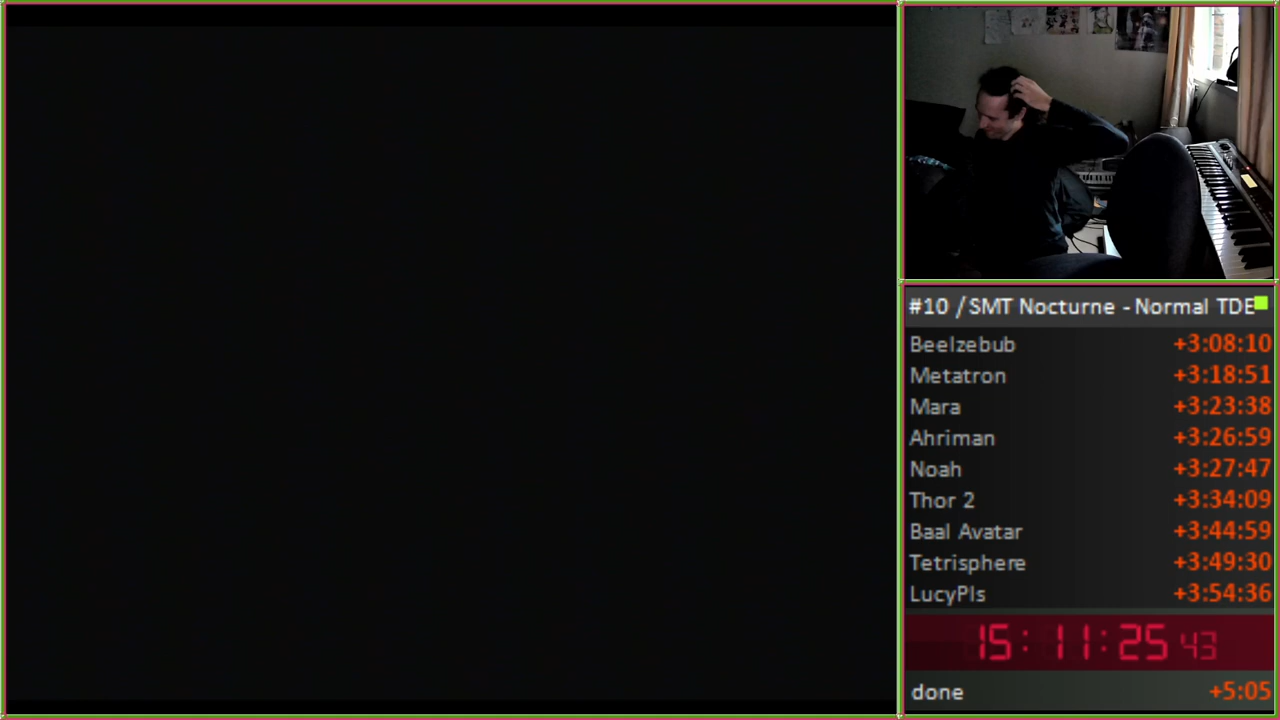 #10 / SMT Nocturne - Normal TDE
Beelzebub +3:08:10
Metatron +3:18:51
Mara +3:23:38
Ahriman +3:26:59
Noah +3:27:47
Thor 2 +3:34:09
Baal Avatar +3:44:59
Tetrisphere +3:49:30
LucyPls +3:54:36
15:11:25 43
done +5:05